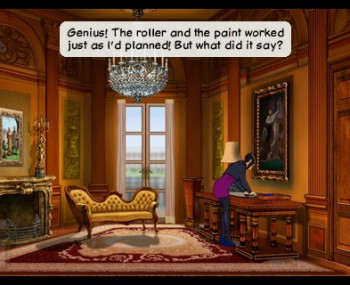 Genius! The roller and the paint worked
just as I'd planned! But what did it say?